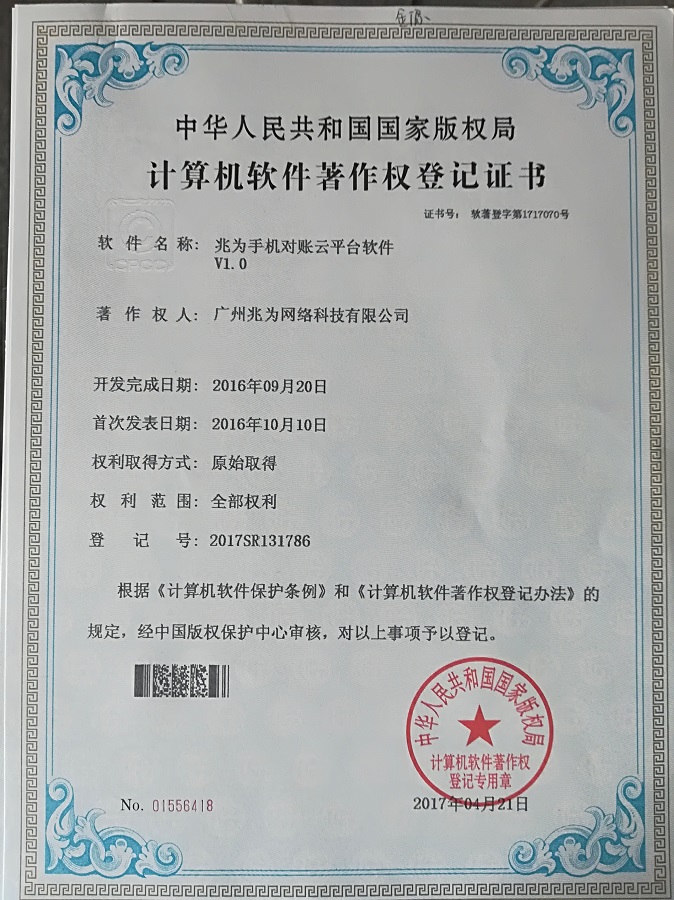 中华人民共和国国家版权局
计算机软件著作权登记证书
证书号： 软著登字第1717070号
软件名称： 兆为手机对账云平台软件
V1.0
著作权人： 广州兆为网络科技有限公司
开发完成日期： 2016年09月20日
首次发表日期： 2016年10月10日
权利取得方式： 原始取得
权利范围： 全部权利
登记号： 2017SR131786
根据《计算机软件保护条例》和《计算机软件著作权登记办法》的
规定，经中国版权保护中心审核，对以上事项予以登记。
中华人民共和国国家版权局
计算机软件著作权
登记专用章
No. 01556418
2017年04月21日